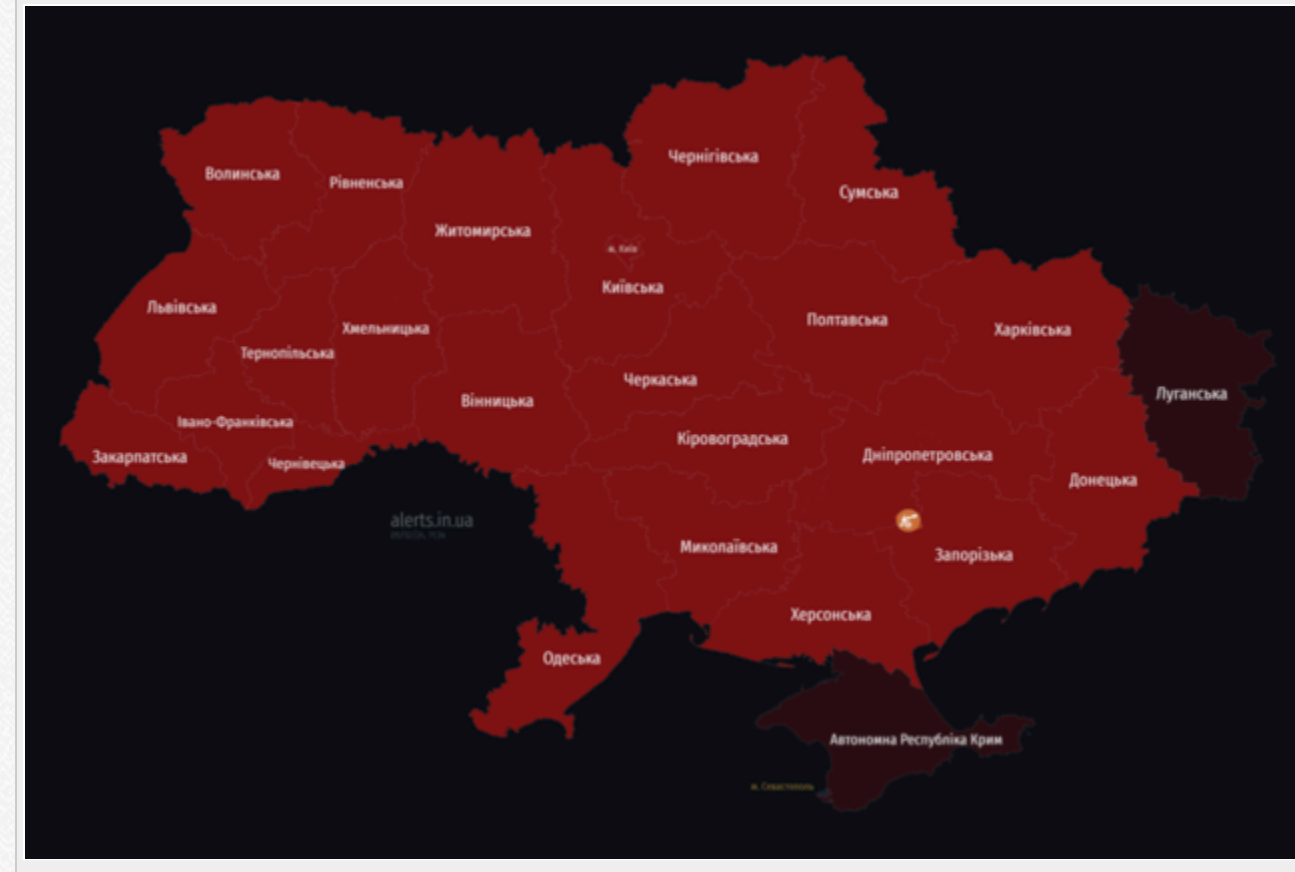 Чернігівська
Волинська
Рівненська
Сумська
Житомирська
м. Київ
Київська
Львівська
Полтавська
Хмельницька
Харківська
Тернопільська
Черкаська
Луганська
Вінницька
Івано-Франківська
Кіровоградська
Закарпатська
Чернівецька
Дніпропетровська
Донецька
alerts.in.ua
Миколаївська
Запорізька
Херсонська
Одеська
Автономна Республіка Крим
м. Севастополь